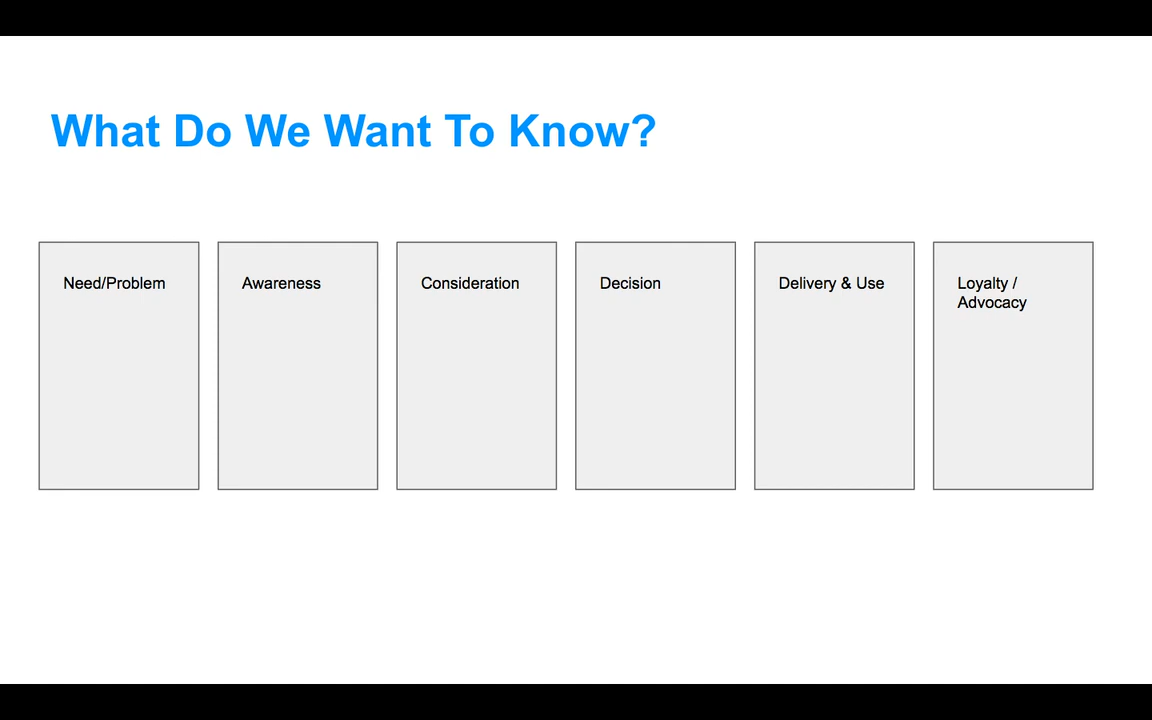 What Do We Want To Know?
Need/Problem
Awareness
Consideration
Decision
Delivery & Use
Loyalty /
Advocacy